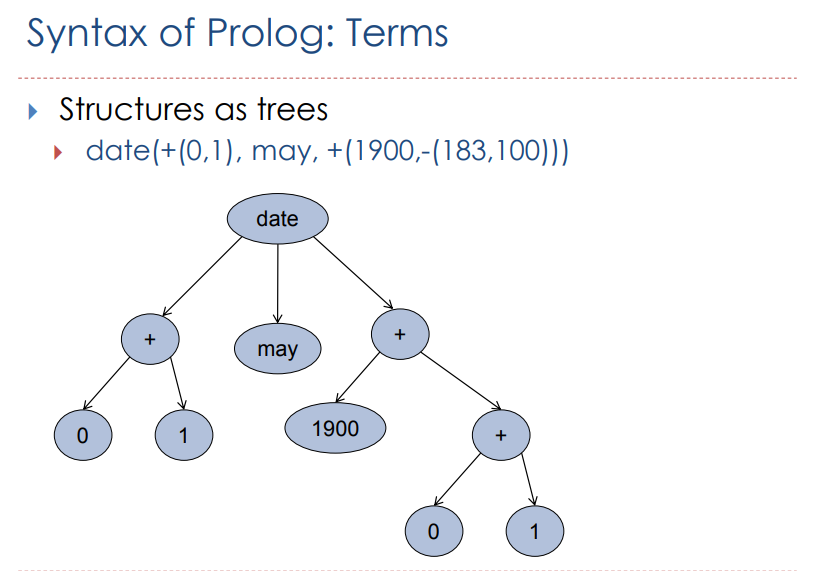 Syntax of Prolog: Terms
Structures as trees
date(+(0,1), may, +(1900,-(183,100)))
date
+
may
+
0
1
1900
+
0
1